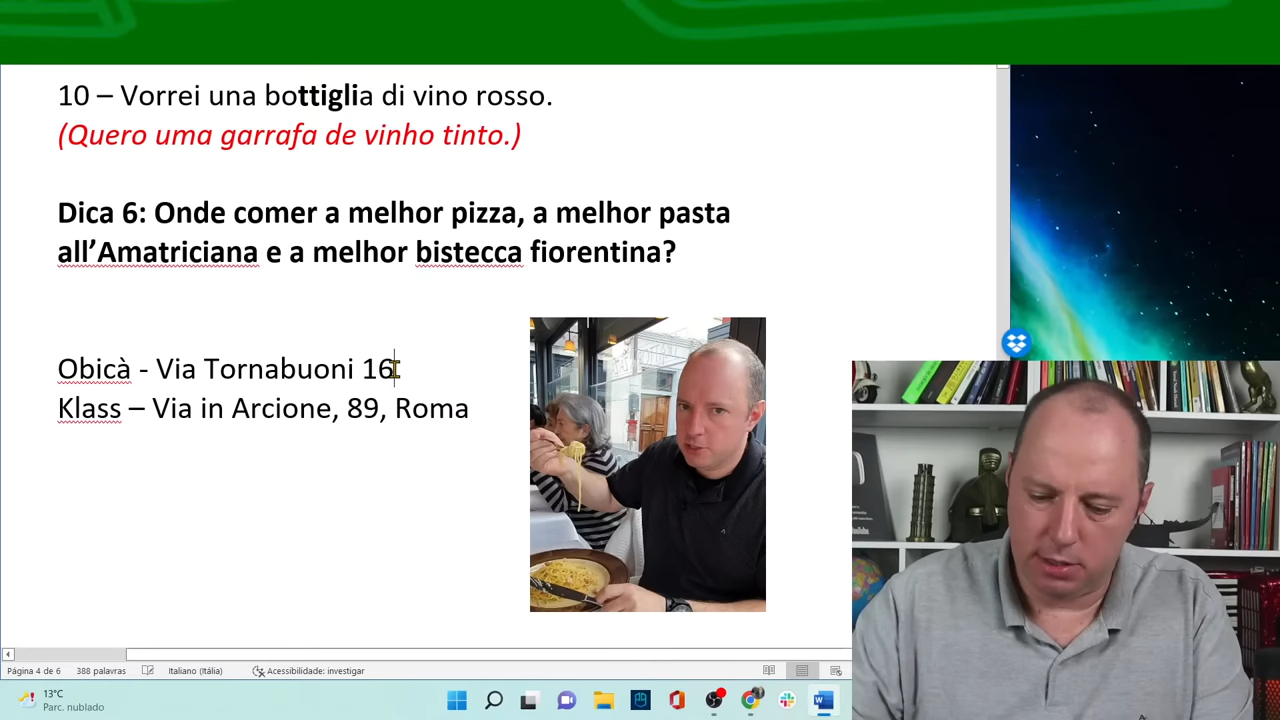 10 – Vorrei una bottiglia di vino rosso.
(Quero uma garrafa de vinho tinto.)
Dica 6: Onde comer a melhor pizza, a melhor pasta
all’Amatriciana e a melhor bistecca fiorentina?
Obicà - Via Tornabuoni 16
Klass – Via in Arcione, 89, Roma
Página 4 de 6
388 palavras
Italiano (Itália)
Acessibilidade: investigar
13°C
Parc. nublado